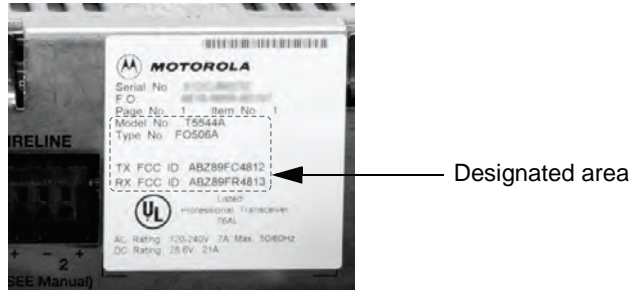 MOTOROLA
Serial No
F O
Page No. 1 Item No. 1
Model No T5544A
Type No FO506A
TX FCC ID ABZ89FC4812
RX FCC ID ABZ89FR4813
UL
Listed
Professional Transceiver
76AL
AC Rating 120-240V 7A Max. 50/60Hz
DC Rating 28.6V 21A
IRELINE
+ - +
2
SEE Manual)
Designated area